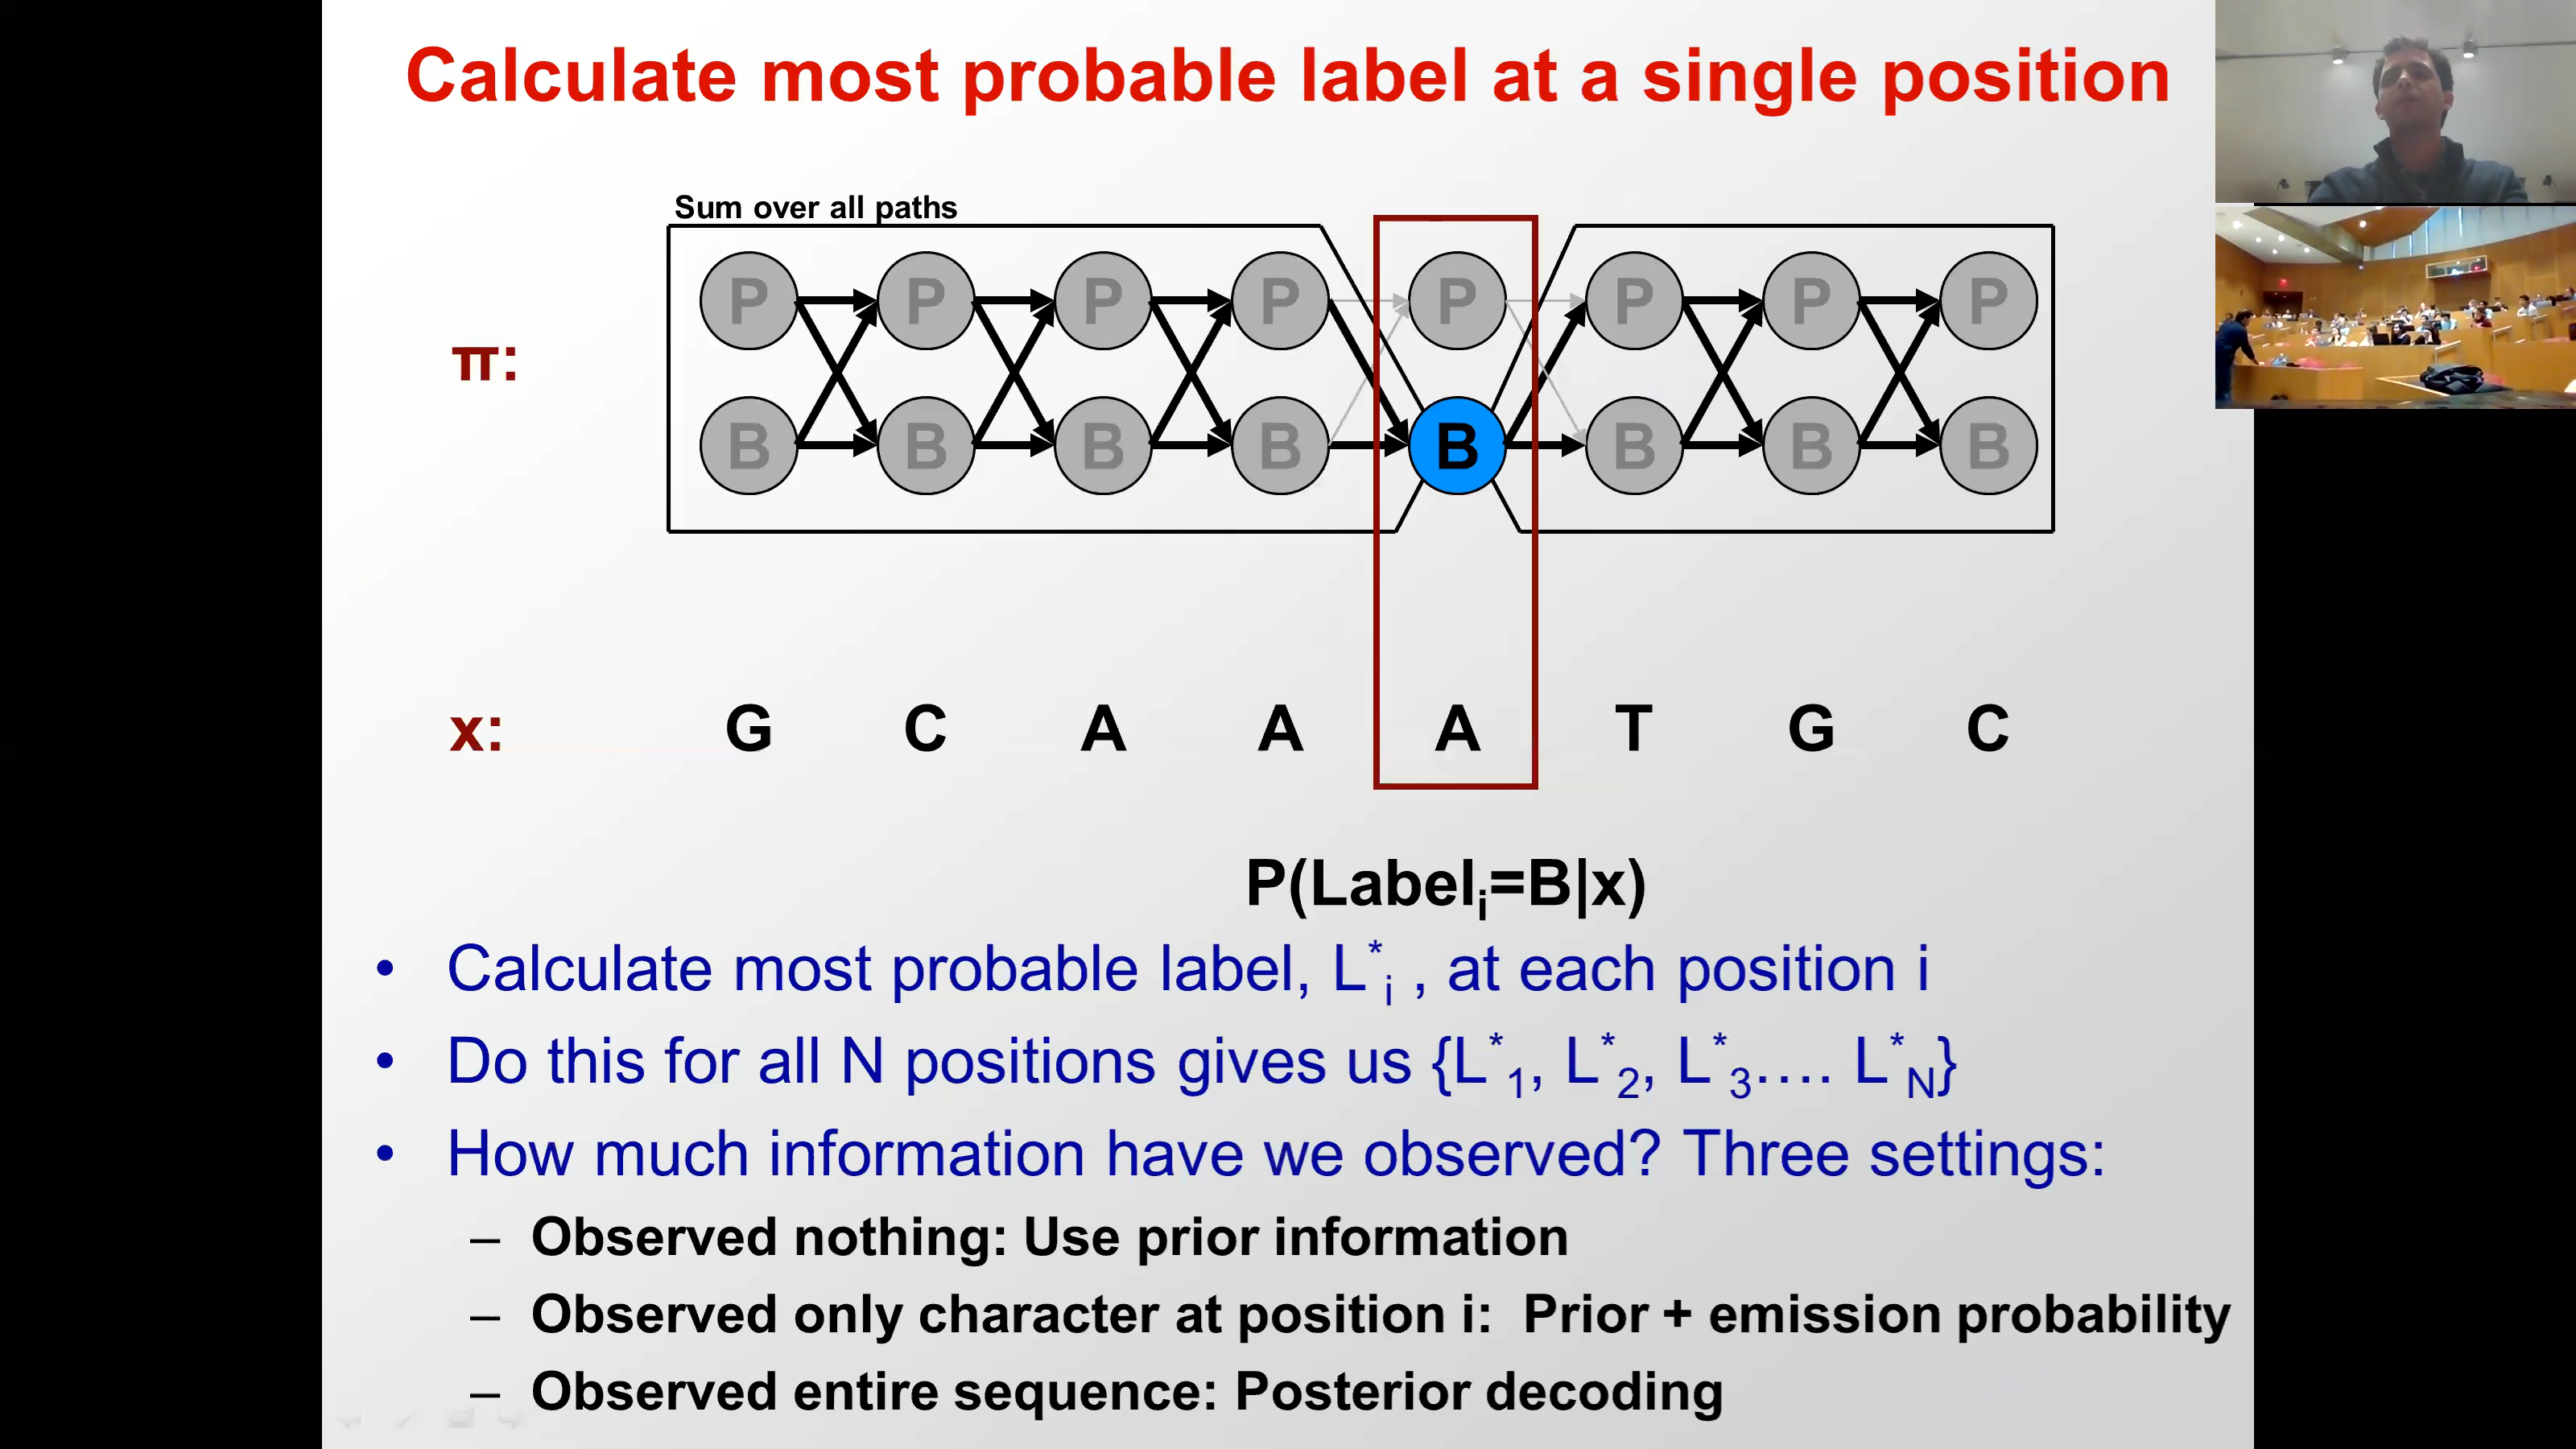 Calculate most probable label at a single position
Sum over all paths
π:
P P P P P P P P
B B B B B B B B
x: G C A A A T G C
P(Labelᵢ=B|x)
• Calculate most probable label, L*ᵢ , at each position i
• Do this for all N positions gives us {L*₁, L*₂, L*₃…. L*_N}
• How much information have we observed? Three settings:
– Observed nothing: Use prior information
– Observed only character at position i: Prior + emission probability
– Observed entire sequence: Posterior decoding